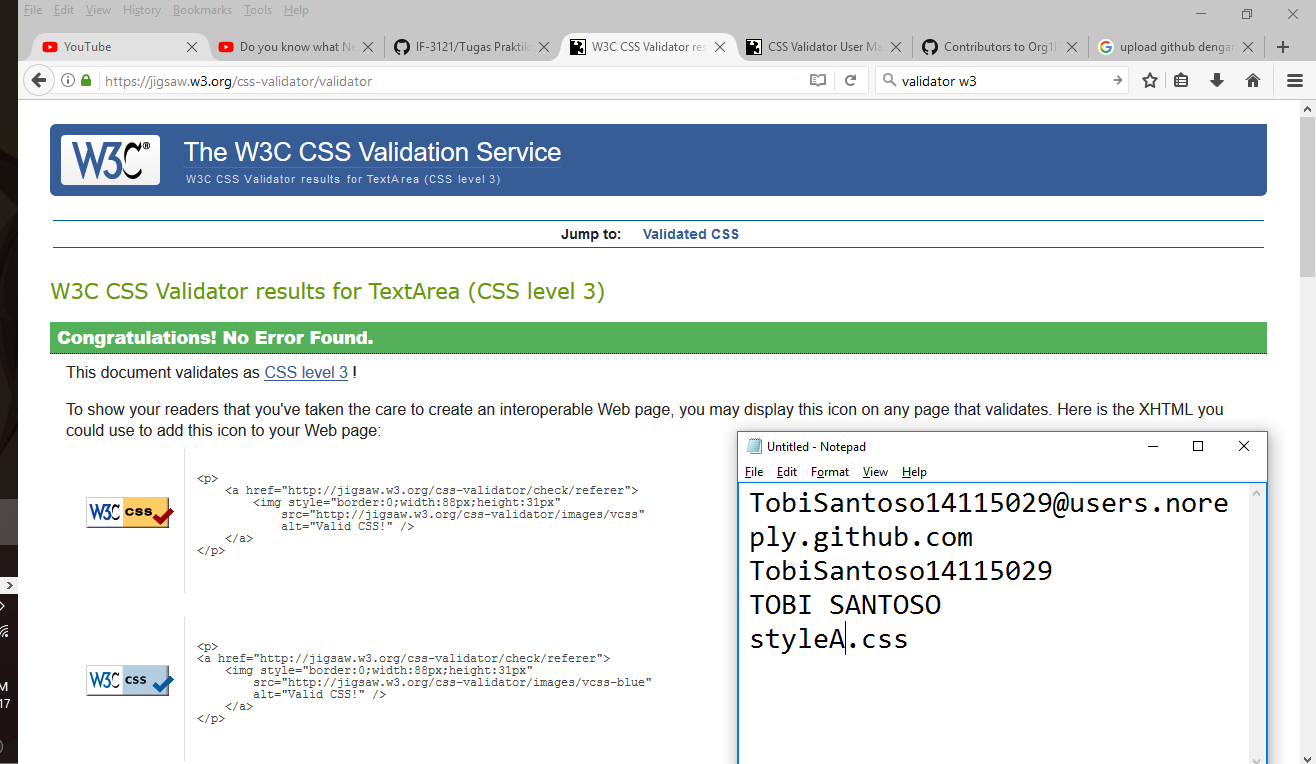 File Edit View History Bookmarks Tools Help
YouTube
Do you know what Ne
IF-3121/Tugas Praktik
W3C CSS Validator res
CSS Validator User Ma
Contributors to Org1
upload github dengan
https://jigsaw.w3.org/css-validator/validator
validator w3
W3C®
The W3C CSS Validation Service
W3C CSS Validator results for TextArea (CSS level 3)
Jump to: Validated CSS
W3C CSS Validator results for TextArea (CSS level 3)
Congratulations! No Error Found.
This document validates as CSS level 3 !
To show your readers that you've taken the care to create an interoperable Web page, you may display this icon on any page that validates. Here is the XHTML you
could use to add this icon to your Web page:
W3C css
<p>
<a href="http://jigsaw.w3.org/css-validator/check/referer">
<img style="border:0;width:88px;height:31px"
src="http://jigsaw.w3.org/css-validator/images/vcss"
alt="Valid CSS!" />
</a>
</p>
W3C css
<p>
<a href="http://jigsaw.w3.org/css-validator/check/referer">
<img style="border:0;width:88px;height:31px"
src="http://jigsaw.w3.org/css-validator/images/vcss-blue"
alt="Valid CSS!" />
</a>
</p>
Untitled - Notepad
File Edit Format View Help
TobiSantoso14115029@users.nore
ply.github.com
TobiSantoso14115029
TOBI SANTOSO
styleA.css
M
17